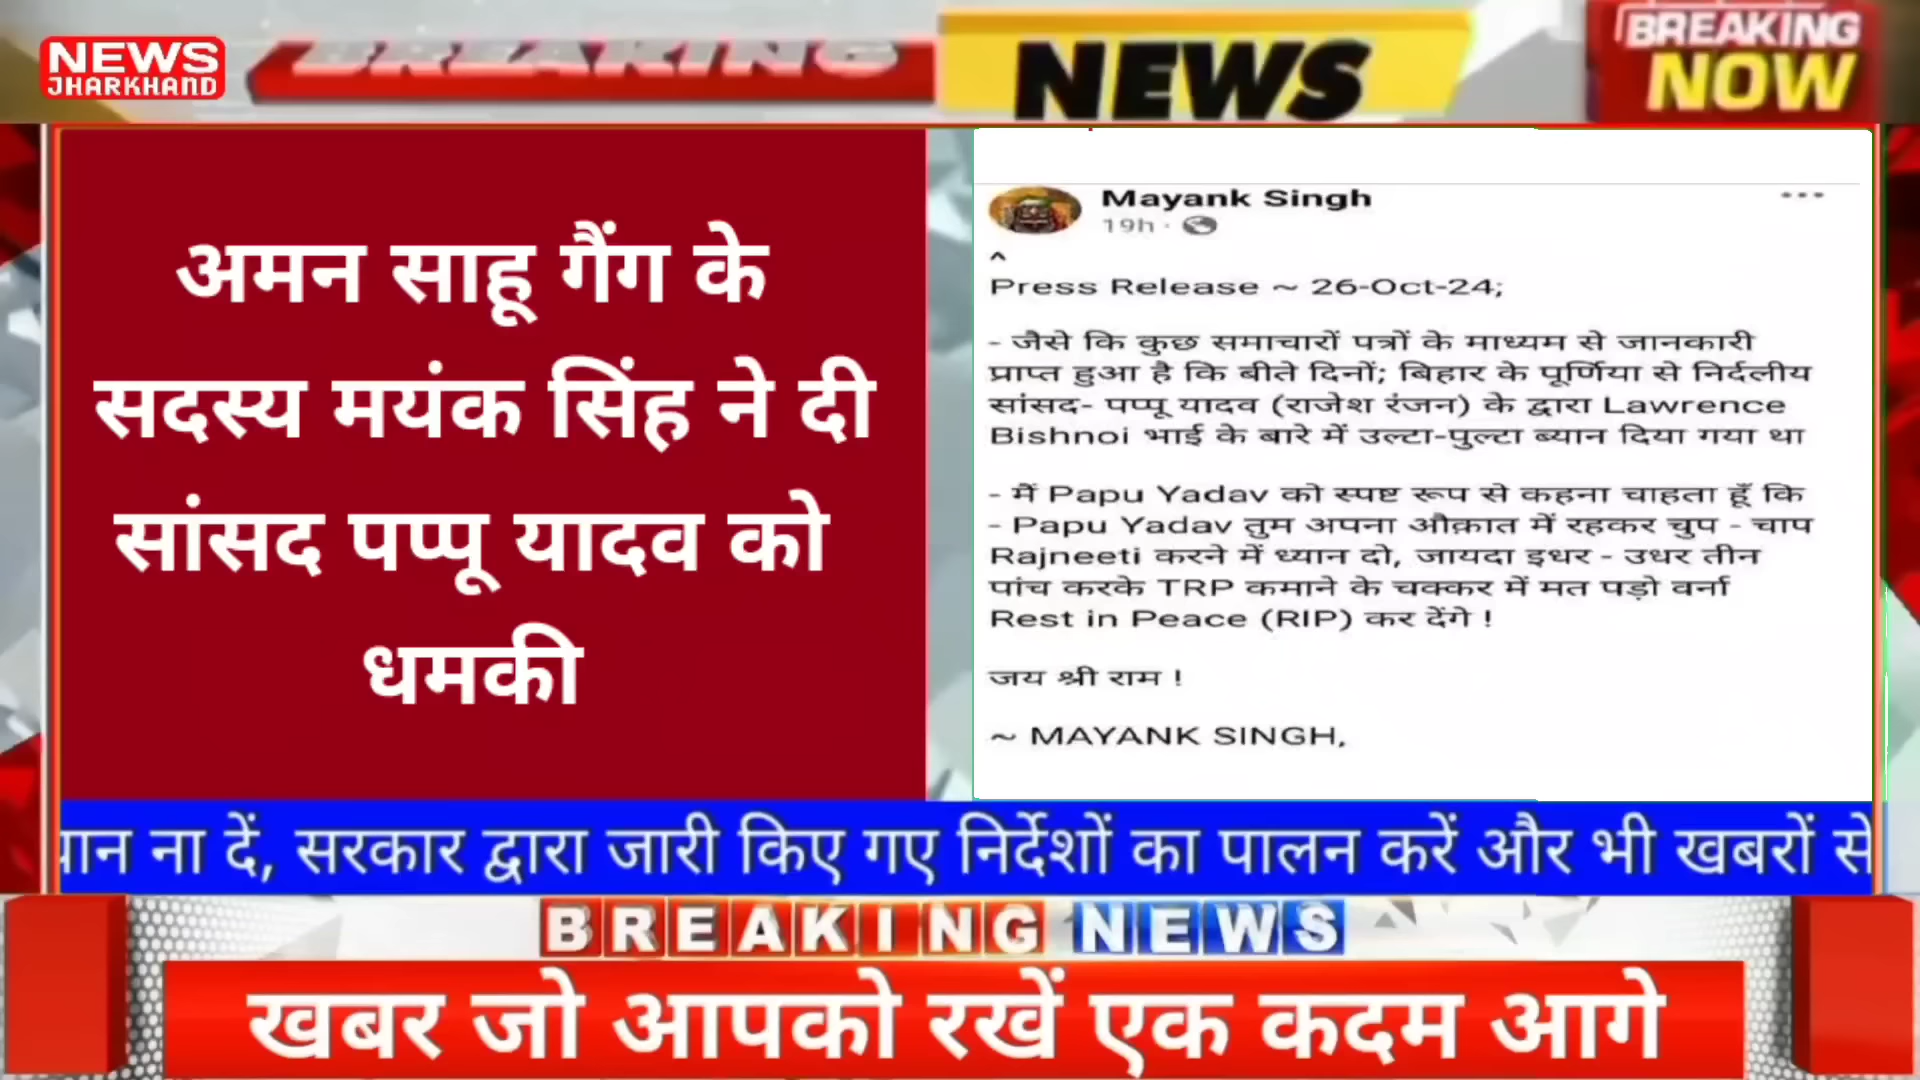 NEWS
JHARKHAND
BREAKING
NEWS
BREAKING
NOW
अमन साहू गैंग के
सदस्य मयंक सिंह ने दी
सांसद पप्पू यादव को
धमकी
Mayank Singh
19h ·
^
Press Release ~ 26-Oct-24;
- जैसे कि कुछ समाचारों पत्रों के माध्यम से जानकारी
प्राप्त हुआ है कि बीते दिनों; बिहार के पूर्णिया से निर्दलीय
सांसद- पप्पू यादव (राजेश रंजन) के द्वारा Lawrence
Bishnoi भाई के बारे में उल्टा-पुल्टा ब्यान दिया गया था
- मैं Papu Yadav को स्पष्ट रूप से कहना चाहता हूँ कि
- Papu Yadav तुम अपना औक़ात में रहकर चुप - चाप
Rajneeti करने में ध्यान दो, जायदा इधर - उधर तीन
पांच करके TRP कमाने के चक्कर में मत पड़ो वर्ना
Rest in Peace (RIP) कर देंगे !
जय श्री राम !
~ MAYANK SINGH,
ना दें, सरकार द्वारा जारी किए गए निर्देशों का पालन करें और भी खबरों से
BREAKING NEWS
खबर जो आपको रखें एक कदम आगे